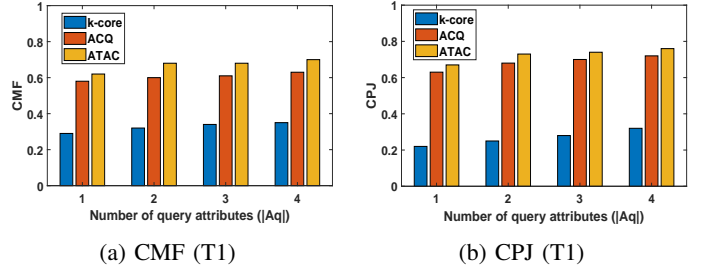 1
0.8
0.6
0.4
0.2
0
CMF
k-core
ACQ
ATAC
1 2 3 4
Number of query attributes (|Aq|)
(a) CMF (T1)
1
0.8
0.6
0.4
0.2
0
CPJ
k-core
ACQ
ATAC
1 2 3 4
Number of query attributes (|Aq|)
(b) CPJ (T1)